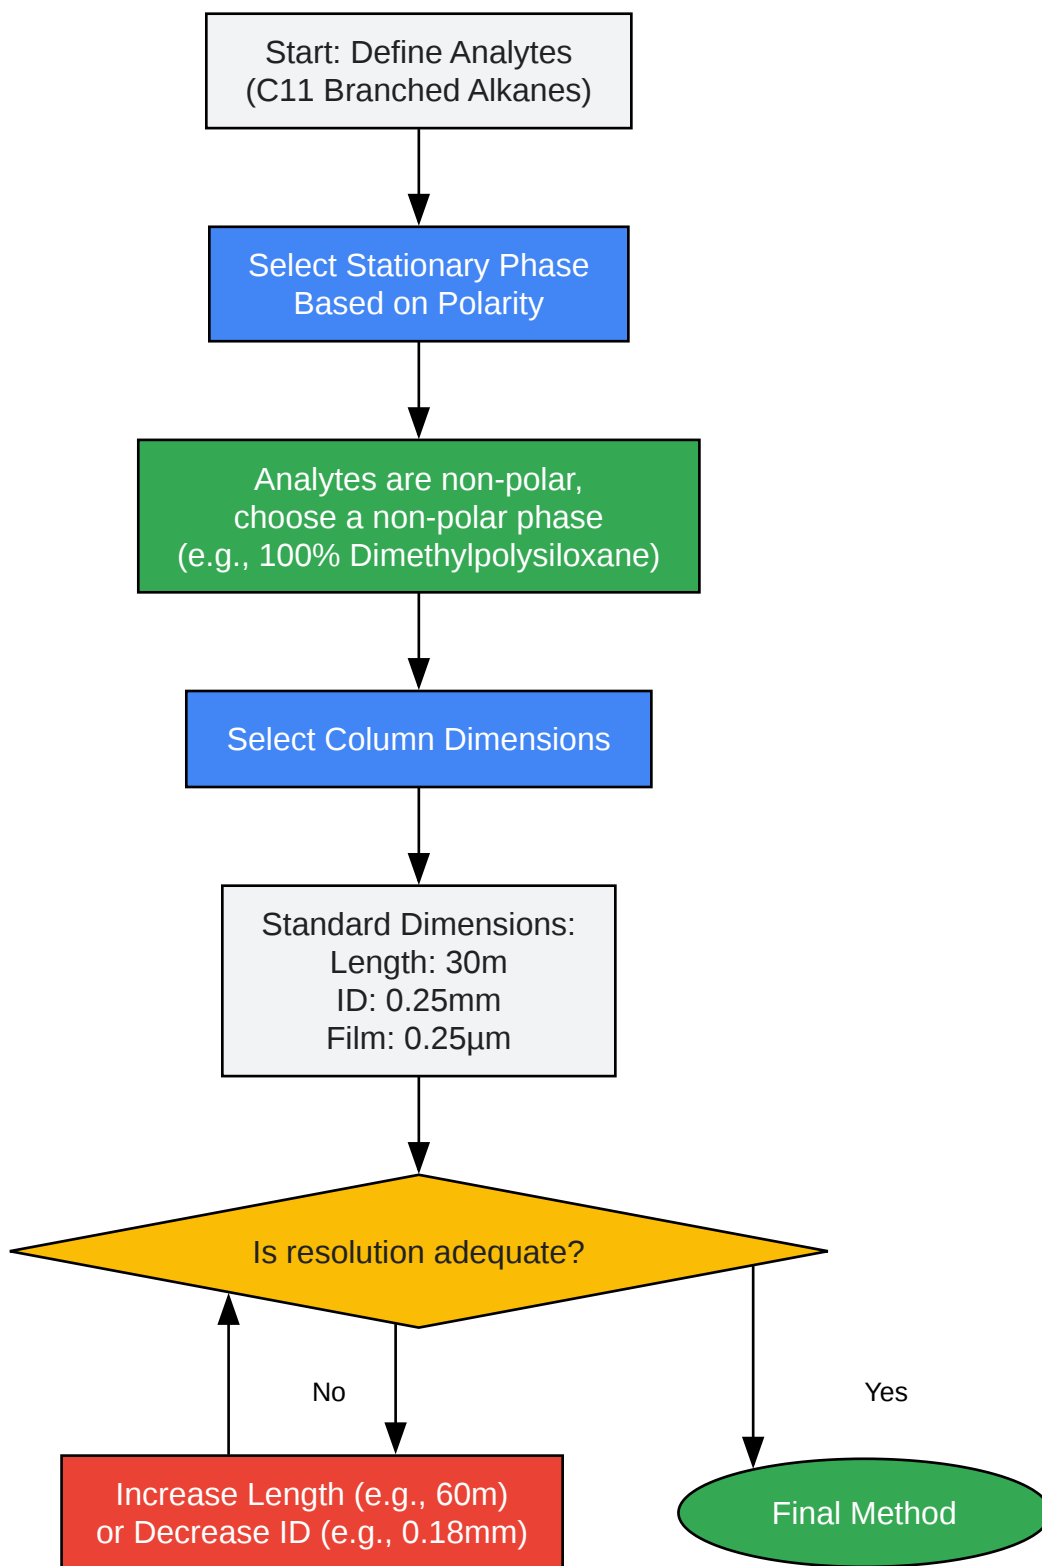 Start: Define Analytes
(C11 Branched Alkanes)
Select Stationary Phase
Based on Polarity
Analytes are non-polar,
choose a non-polar phase
(e.g., 100% Dimethylpolysiloxane)
Select Column Dimensions
Standard Dimensions:
Length: 30m
ID: 0.25mm
Film: 0.25µm
Is resolution adequate?
No
Yes
Increase Length (e.g., 60m)
or Decrease ID (e.g., 0.18mm)
Final Method